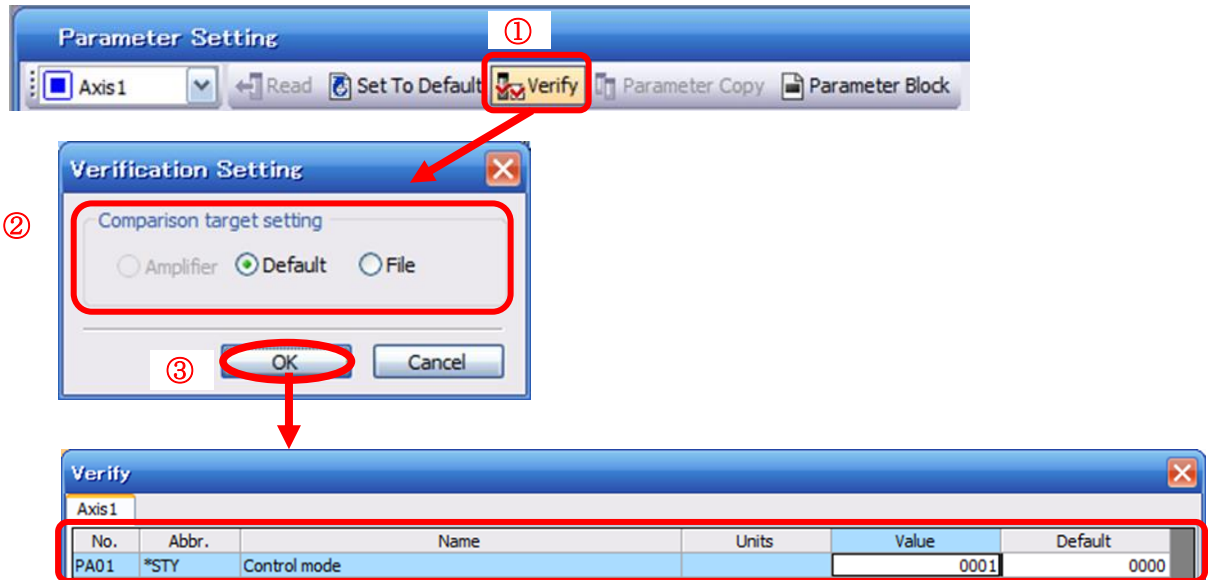 Parameter Setting
①
Axis1 Read Set To Default Verify Parameter Copy Parameter Block
Verification Setting
②
Comparison target setting
Amplifier Default File
③
OK Cancel
Verify
Axis1
No. Abbr. Name Units Value Default
PA01 *STY Control mode 0001 0000